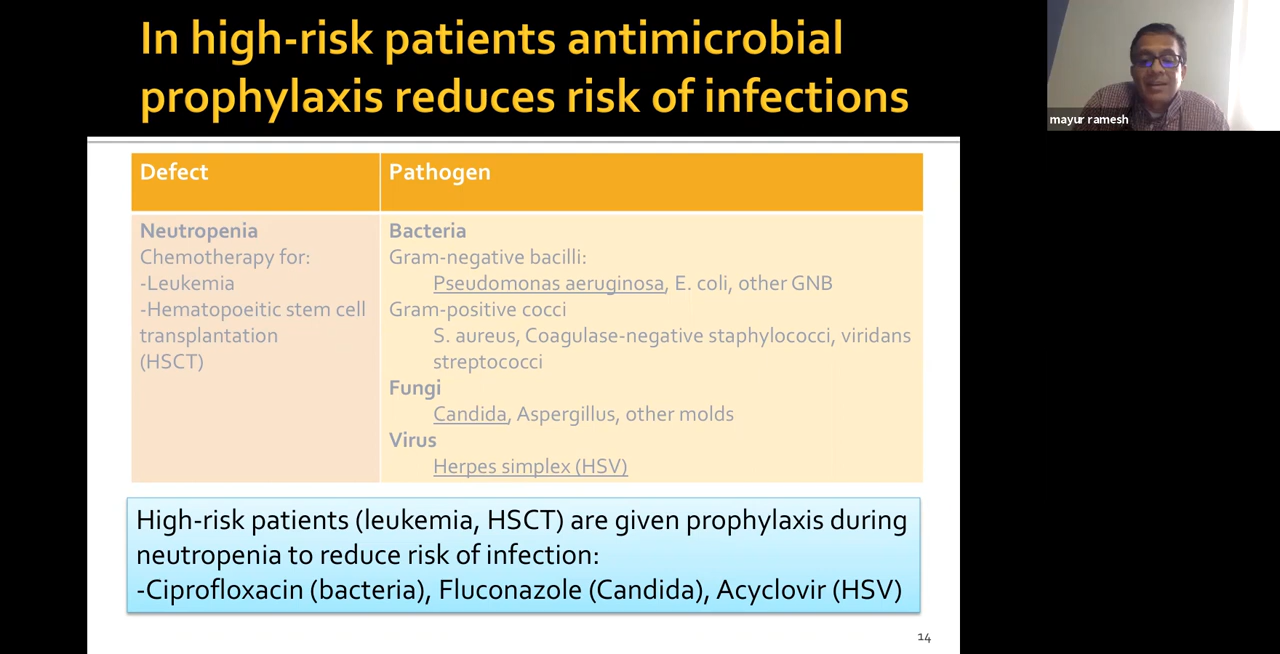 In high-risk patients antimicrobial
prophylaxis reduces risk of infections
mayur ramesh
Defect
Pathogen
Neutropenia
Chemotherapy for:
-Leukemia
-Hematopoeitic stem cell
transplantation
(HSCT)
Bacteria
Gram-negative bacilli:
Pseudomonas aeruginosa, E. coli, other GNB
Gram-positive cocci
S. aureus, Coagulase-negative staphylococci, viridans
streptococci
Fungi
Candida, Aspergillus, other molds
Virus
Herpes simplex (HSV)
High-risk patients (leukemia, HSCT) are given prophylaxis during
neutropenia to reduce risk of infection:
-Ciprofloxacin (bacteria), Fluconazole (Candida), Acyclovir (HSV)
14